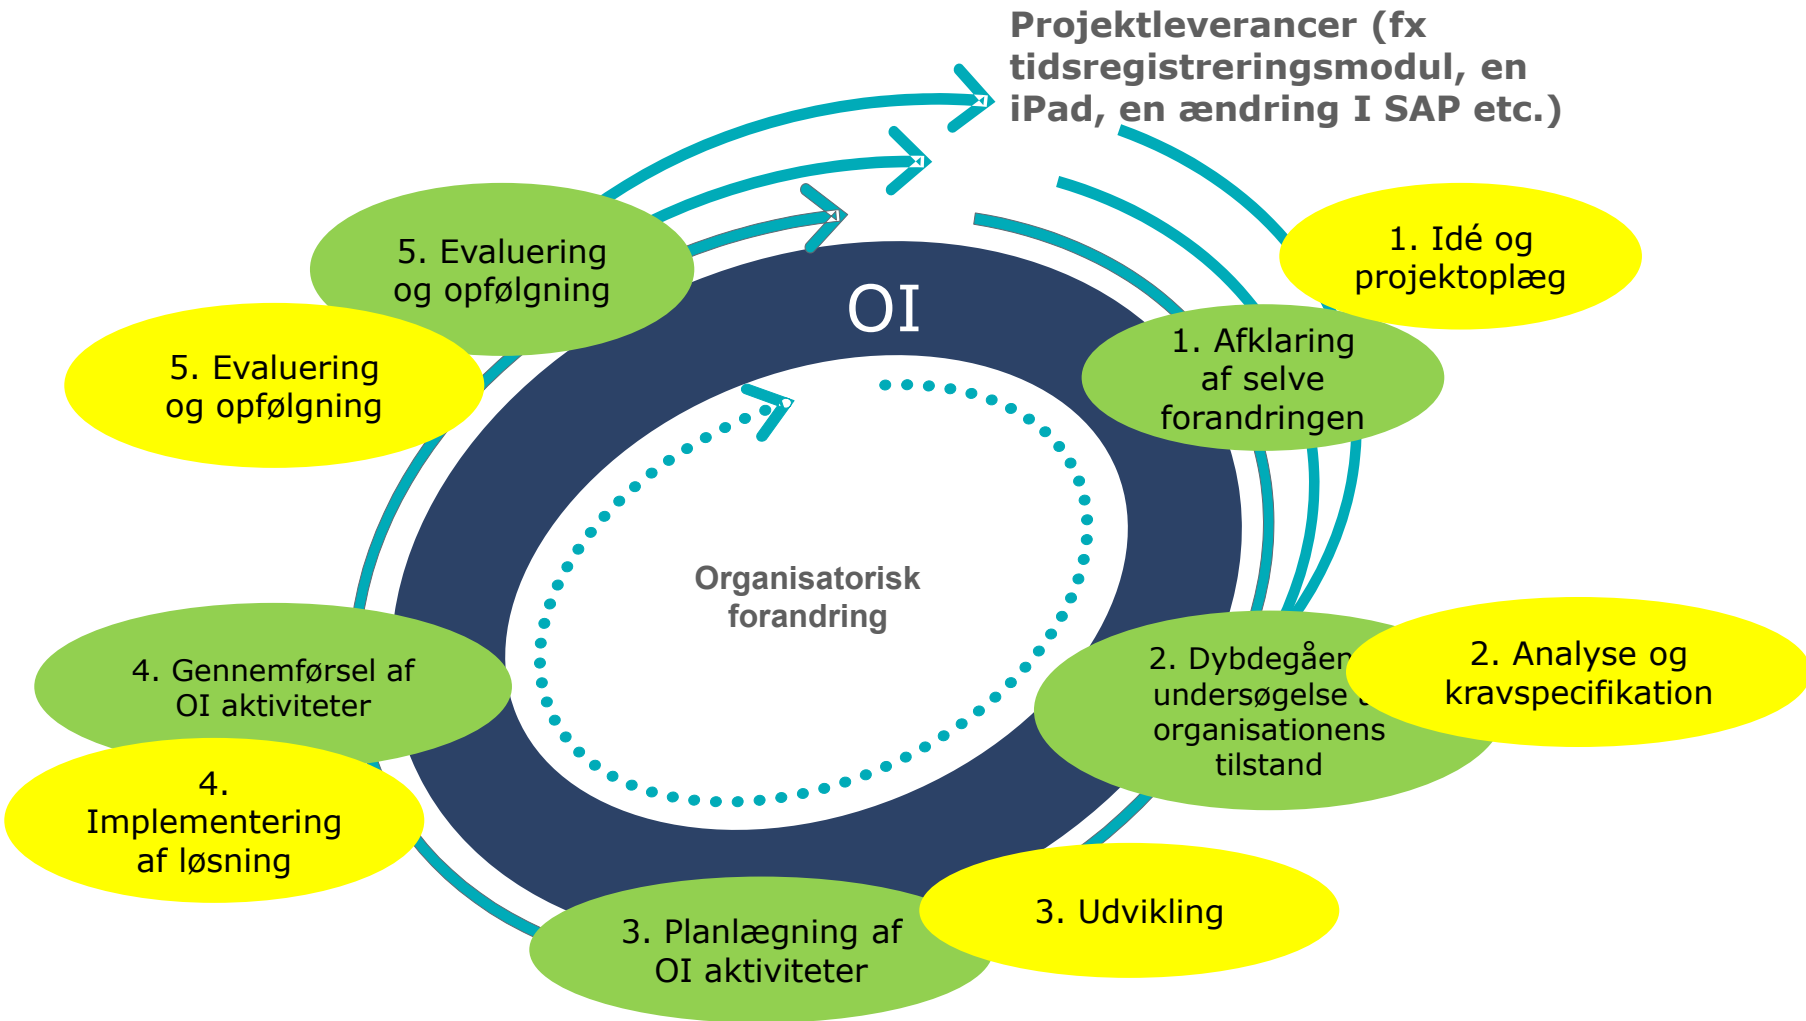 Projektleverancer (fx
tidsregistreringsmodul, en
iPad, en ændring I SAP etc.)
1. Idé og
projektoplæg
5. Evaluering
og opfølgning
OI
1. Afklaring
af selve
forandringen
5. Evaluering
og opfølgning
Organisatorisk
forandring
2. Dybdegåen
undersøgelse
organisationens
tilstand
2. Analyse og
kravspecifikation
4. Gennemførsel af
OI aktiviteter
4.
Implementering
af løsning
3. Udvikling
3. Planlægning af
OI aktiviteter